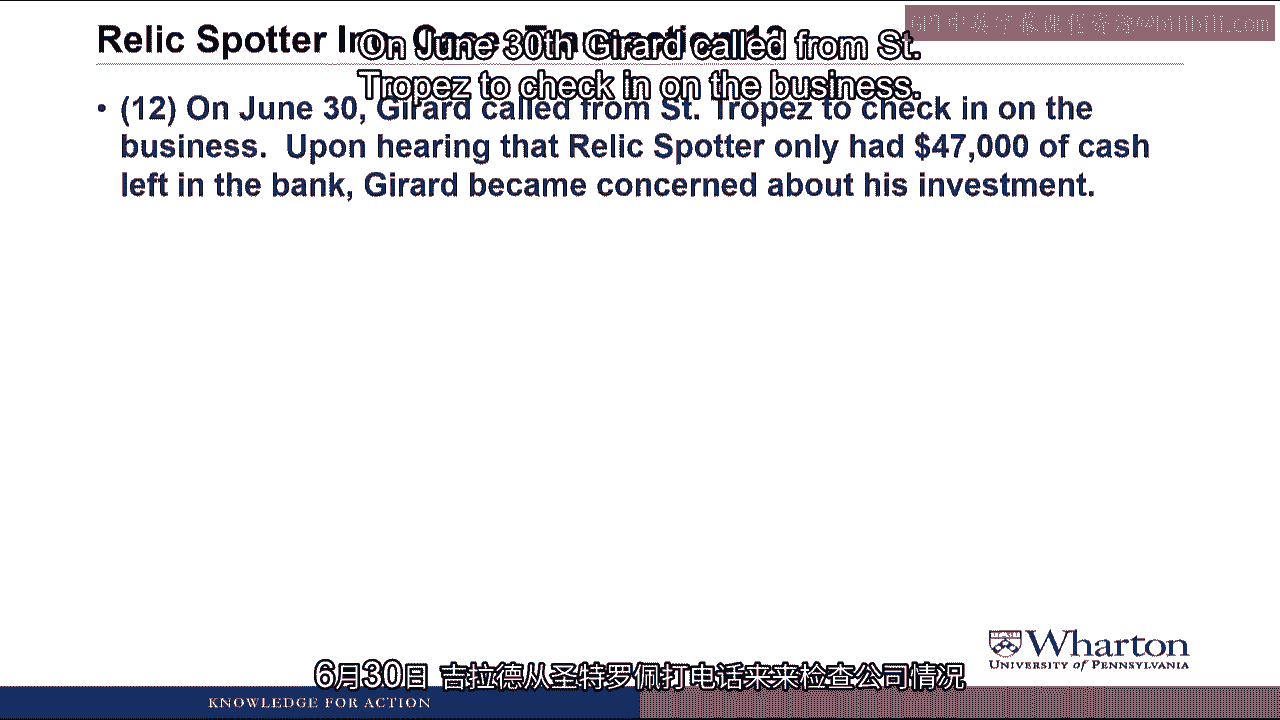 Relic Spotter Inc. Case: Transaction 12
On June 30th Girard called from St.
Tropez to check in on the business.
• (12) On June 30, Girard called from St. Tropez to check in on the
business. Upon hearing that Relic Spotter only had $47,000 of cash
left in the bank, Girard became concerned about his investment.
Wharton
UNIVERSITY of PENNSYLVANIA
6月30日 吉拉德从圣特罗佩打电话来来检查公司情况
KNOWLEDGE FOR ACTION